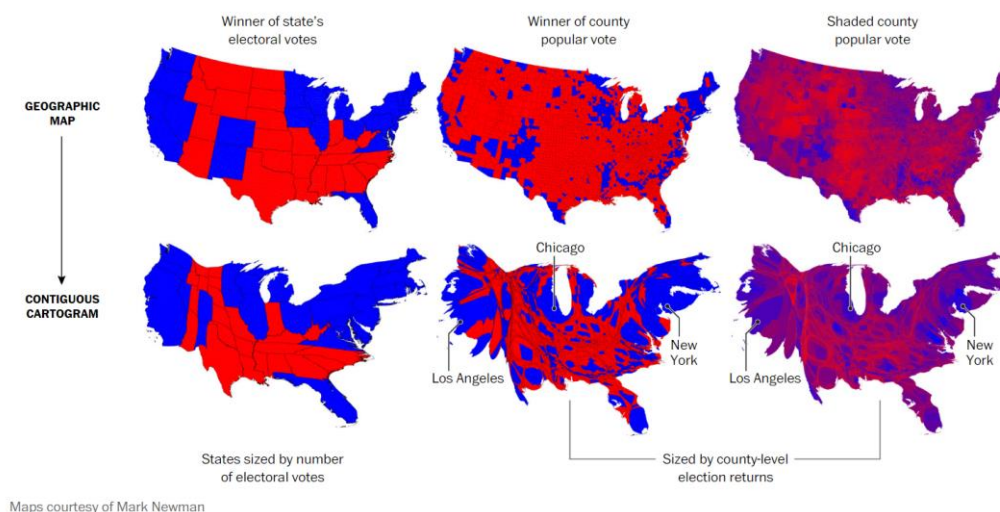 Winner of state’s
electoral votes
Winner of county
popular vote
Shaded county
popular vote
GEOGRAPHIC
MAP
CONTIGUOUS
CARTOGRAM
Chicago
New
York
Los Angeles
Chicago
New
York
Los Angeles
States sized by number
of electoral votes
Sized by county-level
election returns
Maps courtesy of Mark Newman